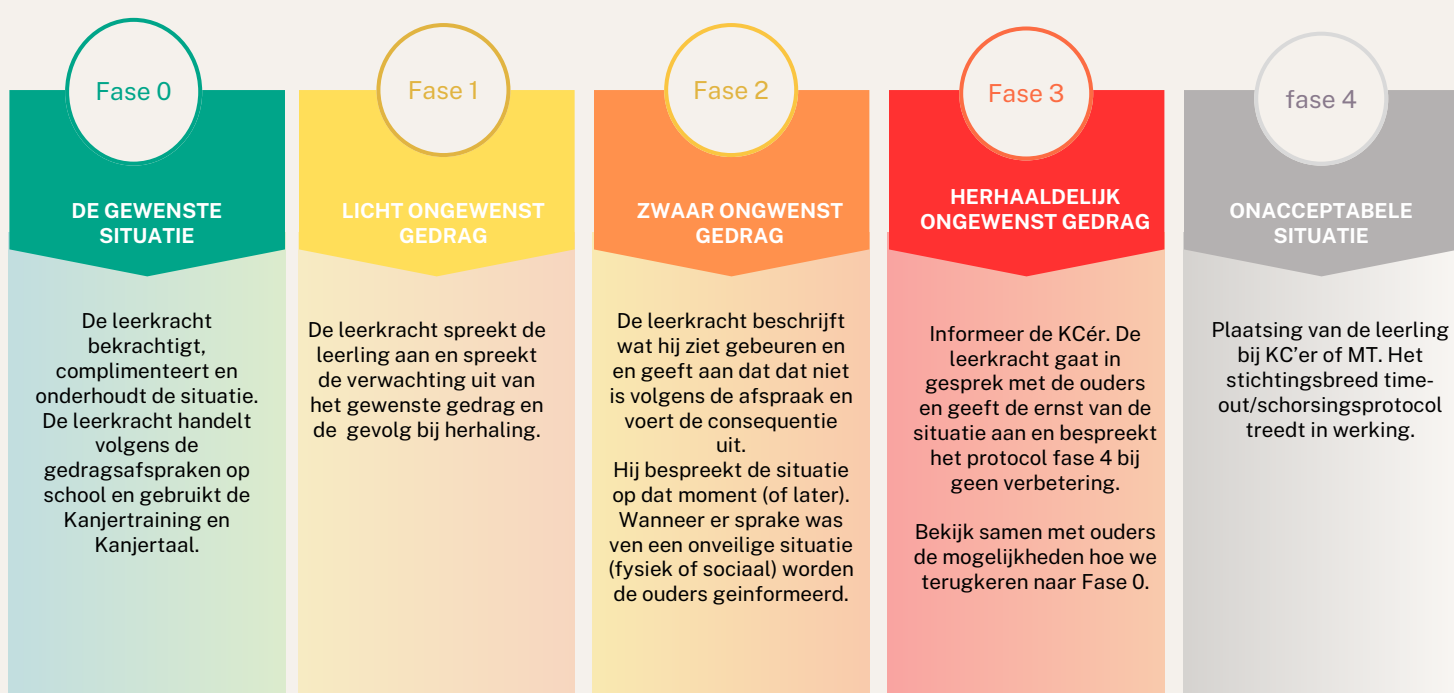 Fase 0
DE GEWENSTE
SITUATIE
De leerkracht
bekrachtigt,
complimenteert en
onderhoudt de situatie.
De leerkracht handelt
volgens de
gedragsafspraken op
school en gebruikt de
Kanjertraining en
Kanjertaal.
Fase 1
LICHT ONGEWENST
GEDRAG
De leerkracht spreekt de
leerling aan en spreekt
de verwachting uit van
het gewenste gedrag en
de gevolg bij herhaling.
Fase 2
ZWAAR ONGWENST
GEDRAG
De leerkracht beschrijft
wat hij ziet gebeuren en
en geeft aan dat dat niet
is volgens de afspraak en
voert de consequentie
uit.
Hij bespreekt de situatie
op dat moment (of later).
Wanneer er sprake was
ven een onveilige situatie
(fysiek of sociaal) worden
de ouders geinformeerd.
Fase 3
HERHAALDELIJK
ONGEWENST GEDRAG
Informeer de KCér. De
leerkracht gaat in
gesprek met de ouders
en geeft de ernst van de
situatie aan en bespreekt
het protocol fase 4 bij
geen verbetering.
Bekijk samen met ouders
de mogelijkheden hoe we
terugkeren naar Fase 0.
fase 4
ONACCEPTABELE
SITUATIE
Plaatsing van de leerling
bij KC’er of MT. Het
stichtingsbreed time-
out/schorsingsprotocol
treedt in werking.